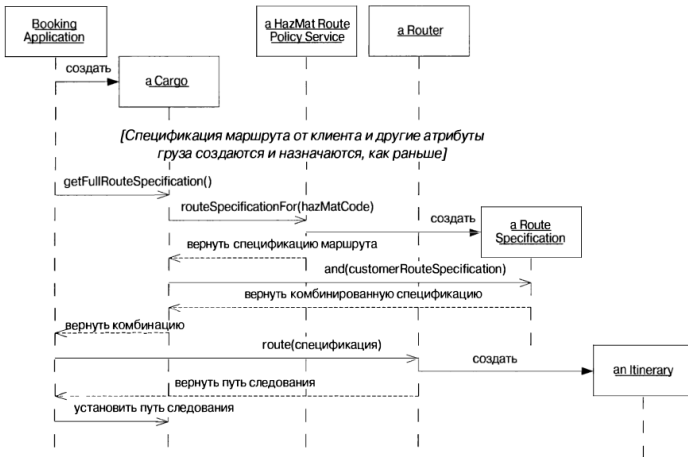 Booking
Application
a HazMat Route
Policy Service
a Router
создать
a Cargo
[Спецификация маршрута от клиента и другие атрибуты
груза создаются и назначаются, как раньше]
getFullRouteSpecification()
routeSpecificationFor(hazMatCode)
создать
a Route
Specification
вернуть спецификацию маршрута
and(customerRouteSpecification)
вернуть комбинированную спецификацию
вернуть комбинацию
route(спецификация)
создать
an Itinerary
вернуть путь следования
установить путь следования